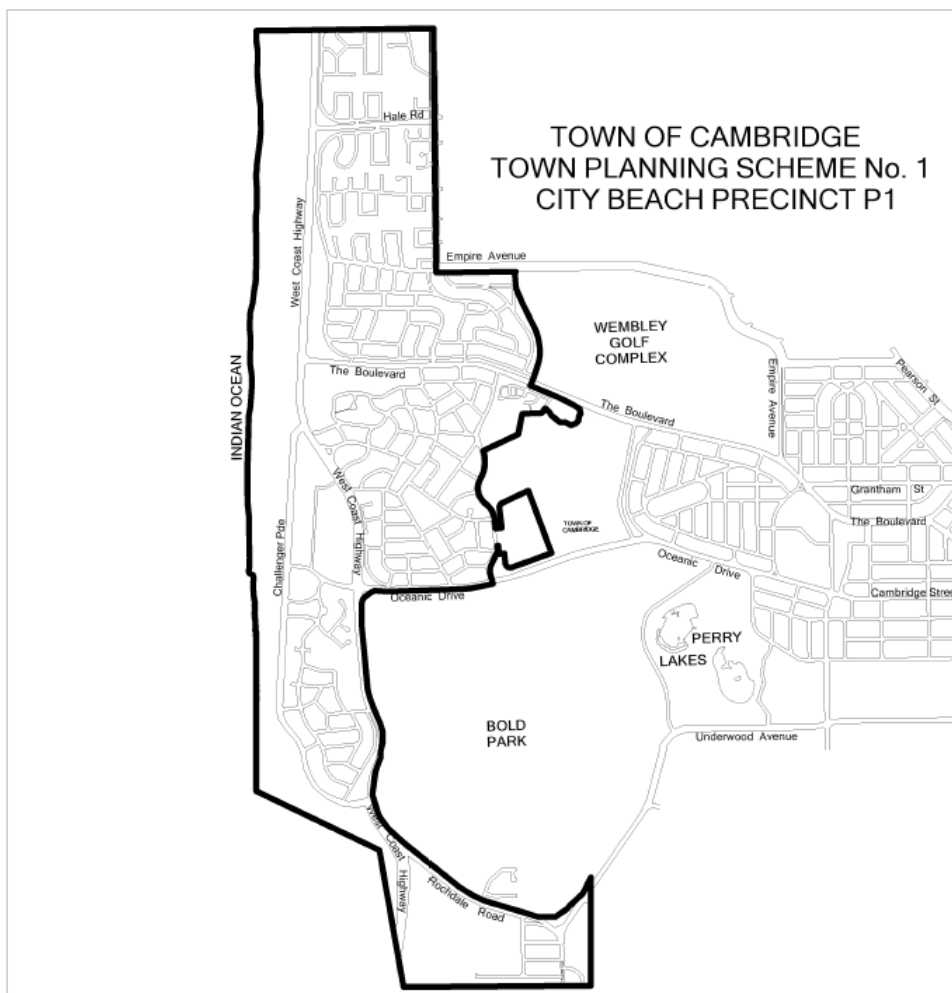 TOWN OF CAMBRIDGE
TOWN PLANNING SCHEME No. 1
CITY BEACH PRECINCT P1
Hale Rd
West Coast Highway
Empire Avenue
WEMBLEY
GOLF
COMPLEX
INDIAN OCEAN
The Boulevard
Empire Avenue
Pearson St
The Boulevard
West Coast Highway
Grantham St
The Boulevard
TOWN OF
CAMBRIDGE
Challenger Pde
Oceanic Drive
Oceanic Drive
Cambridge Stree
PERRY
LAKES
BOLD
PARK
Underwood Avenue
West Coast Highway
Rochdale Road